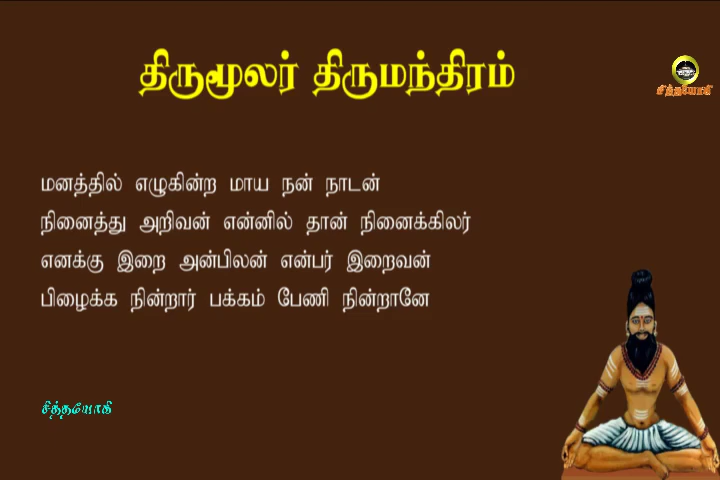 திருமூலர் திருமந்திரம்
சித்தயோகி
மனத்தில் எழுகின்ற மாய நன் நாடன்
நினைத்து அறிவன் என்னில் தான் நினைக்கிலர்
எனக்கு இறை அன்பிலன் என்பர் இறைவன்
பிழைக்க நின்றார் பக்கம் பேணி நின்றானே
சித்தயோகி